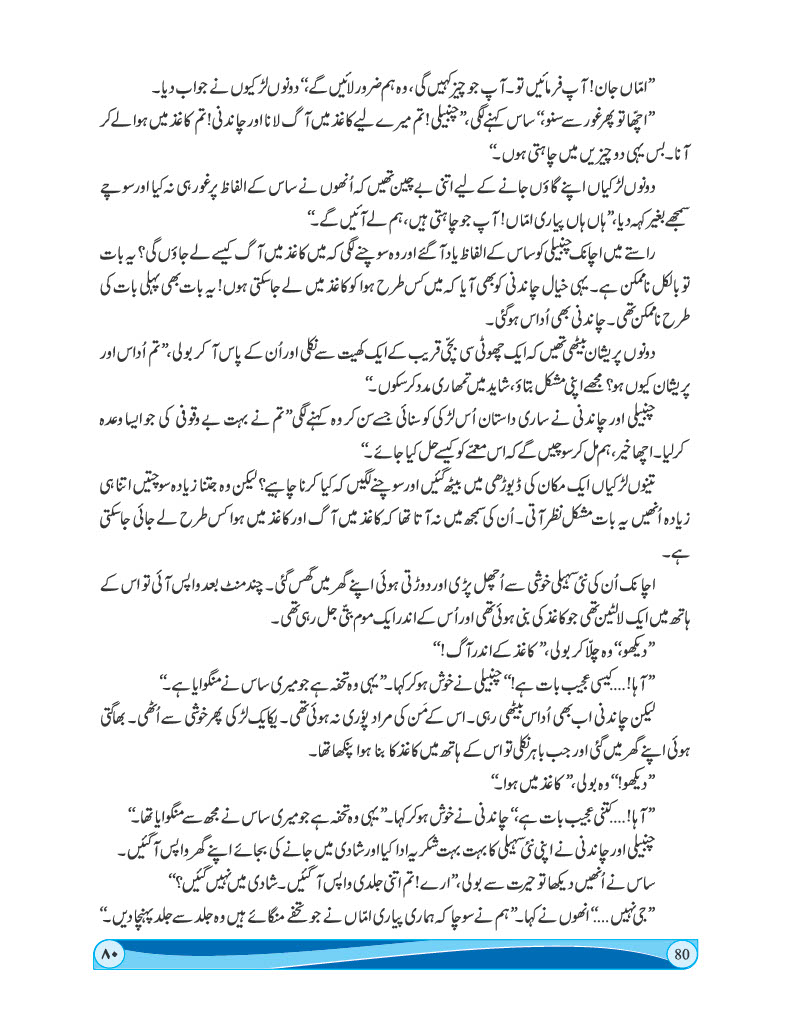 ”امّاں جان! آپ فرمائیں تو۔ آپ جو چیز کہیں گی، وہ ہم ضرور لائیں گے،“ دونوں لڑکیوں نے جواب دیا۔
”اچھّا تو پھر غور سے سنو،“ ساس کہنے لگی، ”چنبیلی! تم میرے لیے کاغذ میں آگ لانا اور چاندنی! تم کاغذ میں ہوا لے کر
آنا۔ بس یہی دو چیزیں میں چاہتی ہوں۔“
دونوں لڑکیاں اپنے گاؤں جانے کے لیے اتنی بے چین تھیں کہ اُنھوں نے ساس کے الفاظ پر غور ہی نہ کیا اور سوچے
سمجھے بغیر کہہ دیا، ”ہاں ہاں پیاری امّاں! آپ جو چاہتی ہیں، ہم لے آئیں گے۔“
راستے میں اچانک چنبیلی کو ساس کے الفاظ یاد آگئے اور وہ سوچنے لگی کہ میں کاغذ میں آگ کیسے لے جاؤں گی؟ یہ بات
تو بالکل ناممکن ہے۔ یہی خیال چاندنی کو بھی آیا کہ میں کس طرح ہوا کو کاغذ میں لے جاسکتی ہوں! یہ بات بھی پہلی بات کی
طرح ناممکن تھی۔ چاندنی بھی اُداس ہوگئی۔
دونوں پریشان بیٹھی تھیں کہ ایک چھوٹی سی بچّی قریب کے ایک کھیت سے نکلی اور اُن کے پاس آ کر بولی، ”تم اُداس اور
پریشان کیوں ہو؟ مجھے اپنی مشکل بتاؤ، شاید میں تمھاری مدد کرسکوں۔“
چنبیلی اور چاندنی نے ساری داستان اُس لڑکی کو سنائی جسے سن کر وہ کہنے لگی ”تم نے بہت بے وقوفی کی جو ایسا وعدہ
کرلیا۔ اچھا خیر، ہم مل کر سوچیں گے کہ اس معمّے کو کیسے حل کیا جائے۔“
تینوں لڑکیاں ایک مکان کی ڈیوڑھی میں بیٹھ گئیں اور سوچنے لگیں کہ کیا کرنا چاہیے؟ لیکن وہ جتنا زیادہ سوچتیں اتنا ہی
زیادہ اُنھیں یہ بات مشکل نظر آتی۔ اُن کی سمجھ میں نہ آتا تھا کہ کاغذ میں آگ اور کاغذ میں ہوا کس طرح لے جائی جاسکتی
ہے۔
اچانک اُن کی نئی سہیلی خوشی سے اُچھل پڑی اور دوڑتی ہوئی اپنے گھر میں گھس گئی۔ چند منٹ بعد واپس آئی تو اس کے
ہاتھ میں ایک لالٹین تھی جو کاغذ کی بنی ہوئی تھی اور اُس کے اندر ایک موم بتّی جل رہی تھی۔
”دیکھو،“ وہ چلّا کر بولی، ”کاغذ کے اندر آگ!“
”آہا!....کیسی عجیب بات ہے!“ چنبیلی نے خوش ہوکر کہا۔ ”یہی وہ تحفہ ہے جو میری ساس نے منگوایا ہے۔“
لیکن چاندنی اب بھی اُداس بیٹھی رہی۔ اس کے مَن کی مراد پوٗری نہ ہوئی تھی۔ یکایک لڑکی پھر خوشی سے اُٹھی۔ بھاگتی
ہوئی اپنے گھر میں گئی اور جب باہر نکلی تو اس کے ہاتھ میں کاغذ کا بنا ہوا پنکھا تھا۔
”دیکھو!“ وہ بولی، ”کاغذ میں ہوا۔“
”آہا!....کتنی عجیب بات ہے،“ چاندنی نے خوش ہوکر کہا۔ ”یہی وہ تحفہ ہے جو میری ساس نے مجھ سے منگوایا تھا۔“
چنبیلی اور چاندنی نے اپنی نئی سہیلی کا بہت بہت شکریہ ادا کیا اور شادی میں جانے کی بجائے اپنے گھر واپس آگئیں۔
ساس نے اُنھیں دیکھا تو حیرت سے بولی، ”ارے! تم اتنی جلدی واپس آگئیں۔ شادی میں نہیں گئیں؟“
”جی نہیں ....“ انھوں نے کہا۔ ”ہم نے سوچا کہ ہماری پیاری امّاں نے جو تحفے منگائے ہیں وہ جلد سے جلد پہنچادیں۔“
۸۰
80